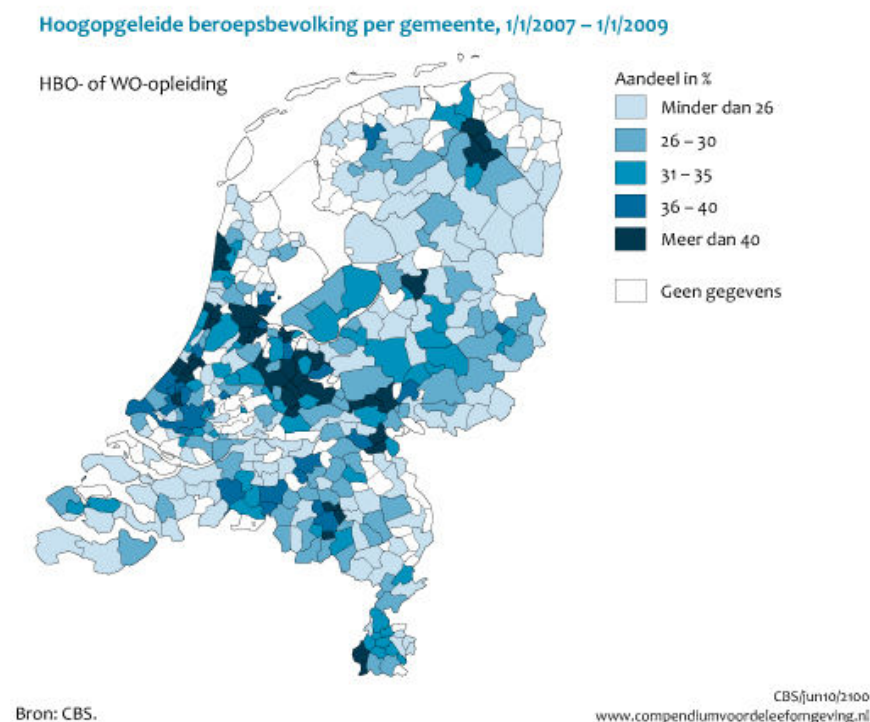 Hoogopgeleide beroepsbevolking per gemeente, 1/1/2007 – 1/1/2009
HBO- of WO-opleiding
Aandeel in %
Minder dan 26
26 – 30
31 – 35
36 – 40
Meer dan 40
Geen gegevens
CBS/jun10/2100
Bron: CBS.
www.compendiumvoordeleefomgeving.nl